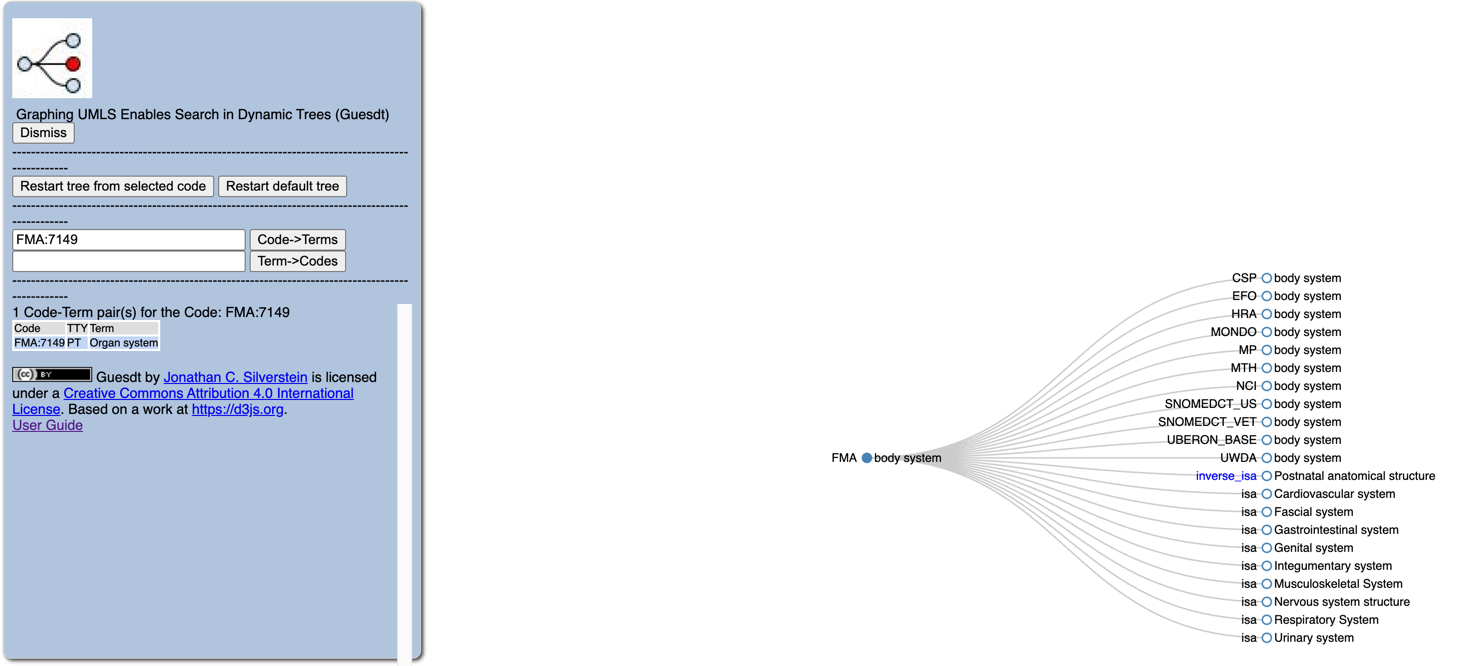 Graphing UMLS Enables Search in Dynamic Trees (Guesdt)
Dismiss
---------------------------------------------------------------------------------------
------------
Restart tree from selected code Restart default tree
---------------------------------------------------------------------------------------
------------
FMA:7149 Code->Terms
Term->Codes
---------------------------------------------------------------------------------------
------------
1 Code-Term pair(s) for the Code: FMA:7149
Code TTY Term
FMA:7149 PT Organ system
(cc) BY Guesdt by Jonathan C. Silverstein is licensed
under a Creative Commons Attribution 4.0 International
License. Based on a work at https://d3js.org.
User Guide
FMA body system
CSP body system
EFO body system
HRA body system
MONDO body system
MP body system
MTH body system
NCI body system
SNOMEDCT_US body system
SNOMEDCT_VET body system
UBERON_BASE body system
UWDA body system
inverse_isa Postnatal anatomical structure
isa Cardiovascular system
isa Fascial system
isa Gastrointestinal system
isa Genital system
isa Integumentary system
isa Musculoskeletal System
isa Nervous system structure
isa Respiratory System
isa Urinary system